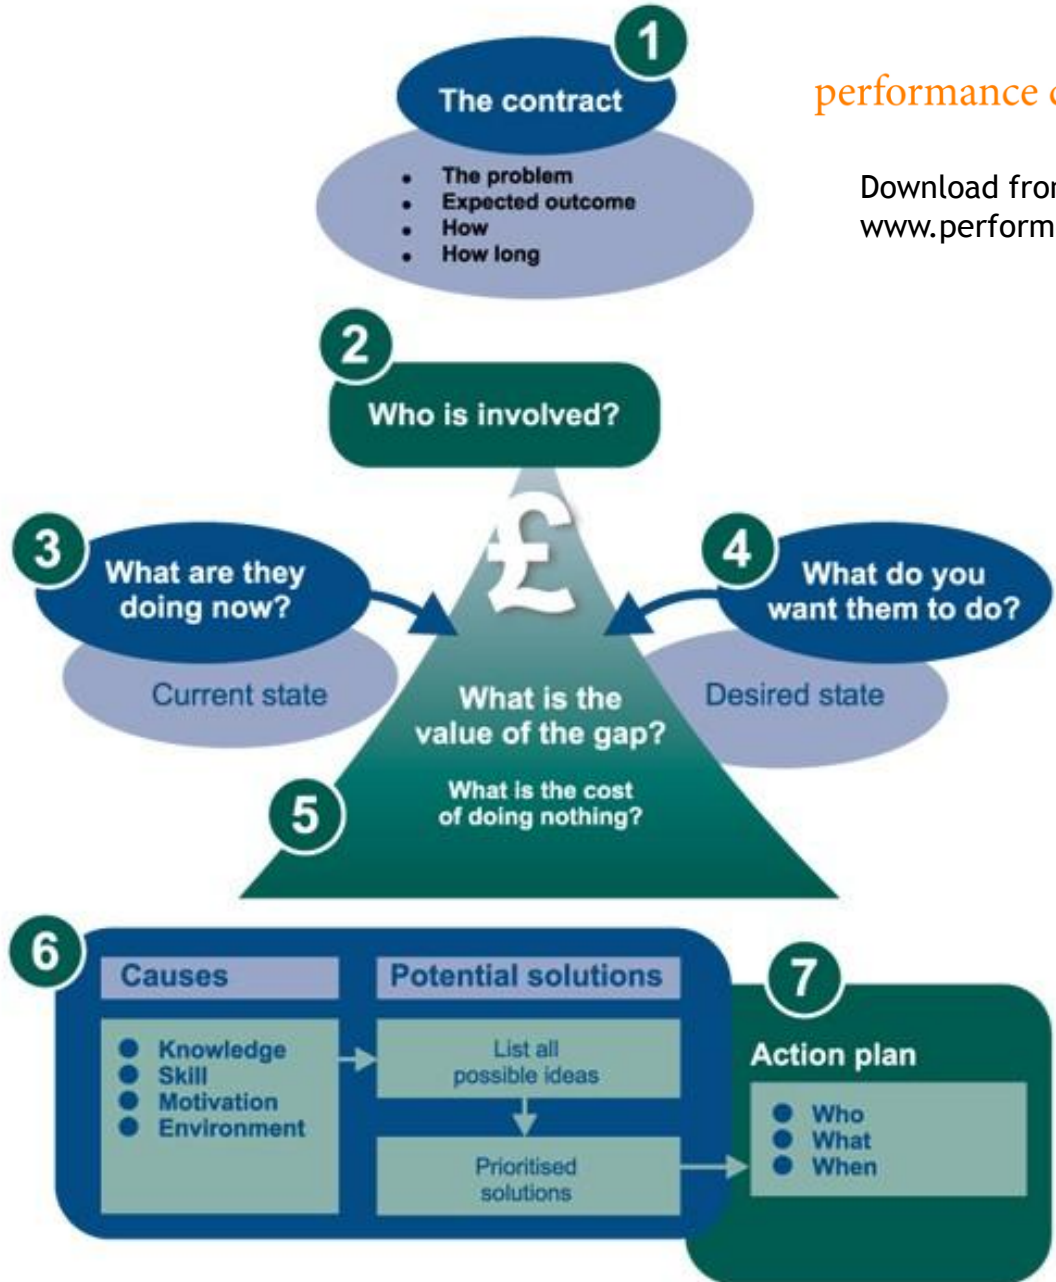 1
The contract
• The problem
• Expected outcome
• How
• How long
performance
Download
www.perform
2
Who is involved?
£
3
What are they
doing now?
Current state
4
What do you
want them to do?
Desired state
5
What is the
value of the gap?
What is the cost
of doing nothing?
6
Causes
● Knowledge
● Skill
● Motivation
● Environment
Potential solutions
List all
possible ideas
Prioritised
solutions
7
Action plan
● Who
● What
● When